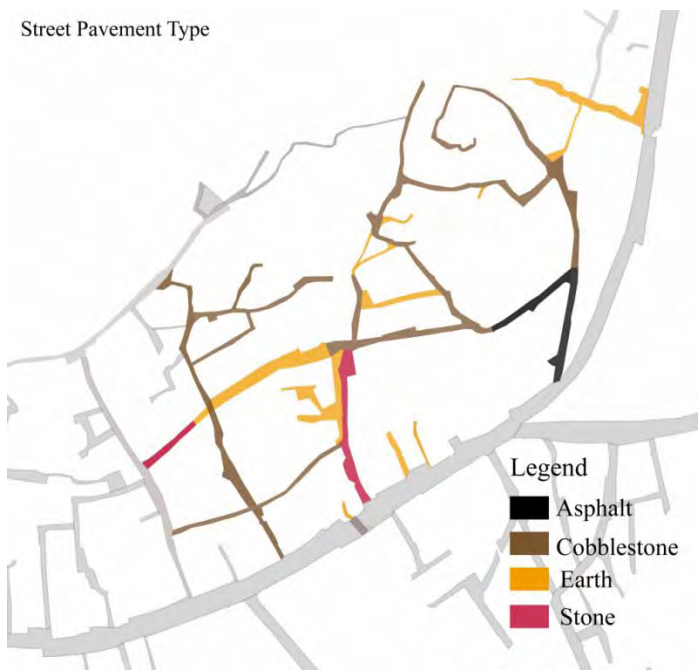 Street Pavement Type
Legend
Asphalt
Cobblestone
Earth
Stone